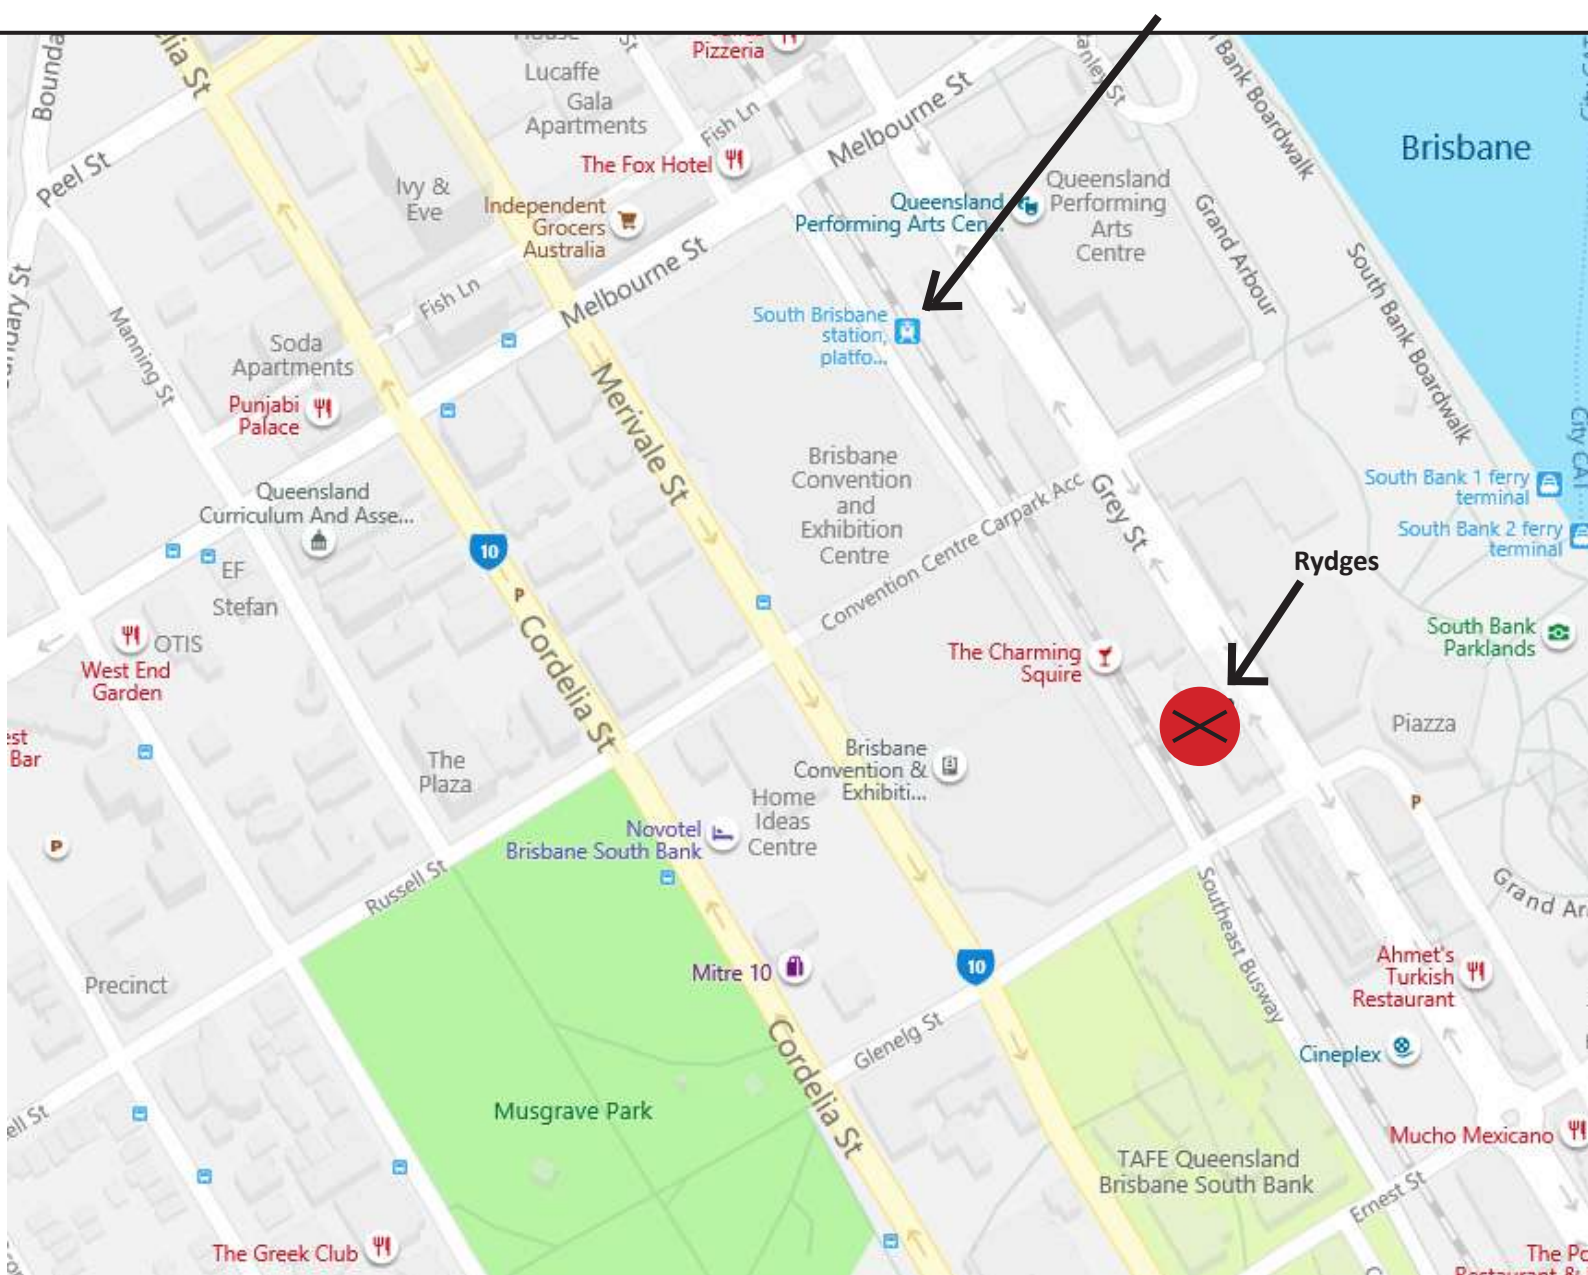 Pizzeria
Lucaffe
Gala
Apartments
Fish Ln
The Fox Hotel
Melbourne St
Peel St
Ivy &
Eve
Independent
Grocers
Australia
Queensland
Performing Arts Cen...
Queensland
Performing
Arts
Centre
Bank Boardwalk
Grand Arbour
South Bank Boardwalk
Brisbane
Fish Ln
Melbourne St
Manning St
South Brisbane
station,
platfo...
Soda
Apartments
Punjabi
Palace
Merivale St
Brisbane
Convention
and
Exhibition
Centre
Convention Centre Carpark Acc
Grey St
South Bank 1 ferry
terminal
South Bank 2 ferry
terminal
Rydges
Queensland
Curriculum And Asse...
10
P
EF
Stefan
OTIS
West End
Garden
Cordelia St
The Charming
Squire
South Bank
Parklands
Piazza
Bar
The
Plaza
Brisbane
Convention &
Exhibiti...
Home
Ideas
Centre
Novotel
Brisbane South Bank
P
P
Russell St
Southeast Busway
Grand
Precinct
Mitre 10
10
Ahmet's
Turkish
Restaurant
Cordelia St
Glenelg St
Cineplex
Musgrave Park
Mucho Mexicano
TAFE Queensland
Brisbane South Bank
Ernest St
The Greek Club
The